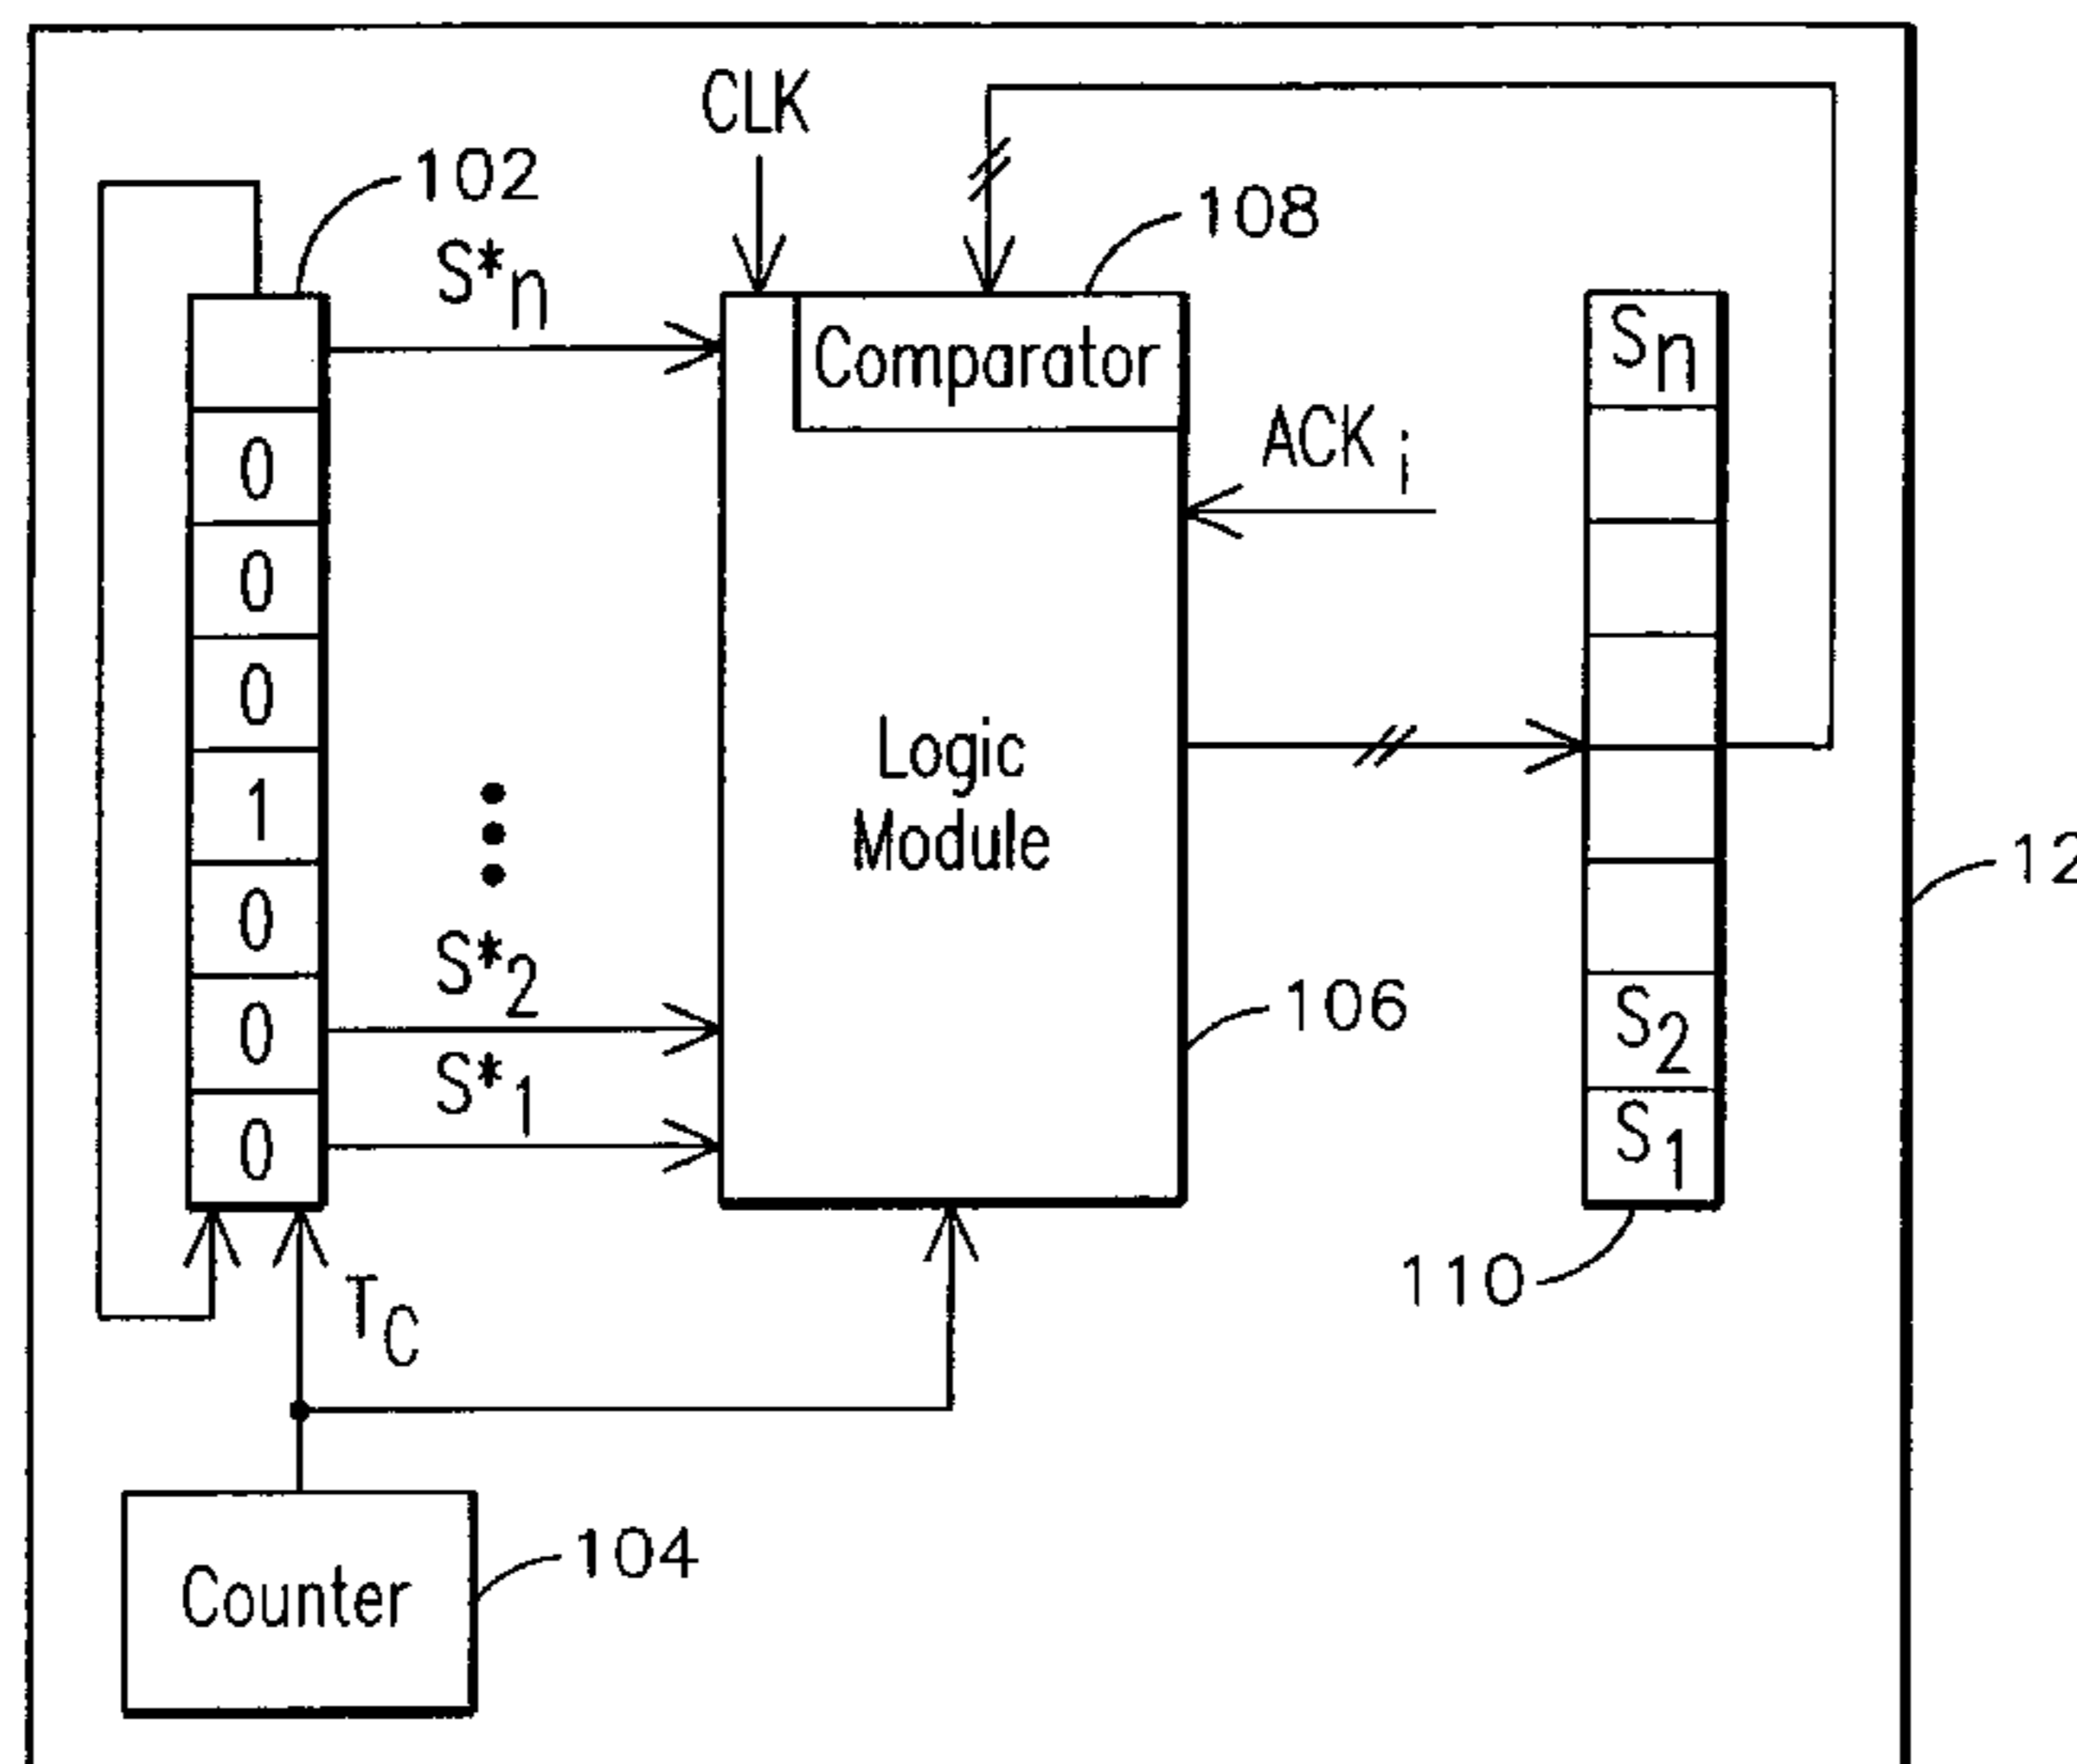 CLK
102
108
S*n
Comparator
Sn
ACK i
0
0
0
1
0
0
0
Logic
Module
12
S*2
106
S2
S*1
S1
TC
110
104
Counter